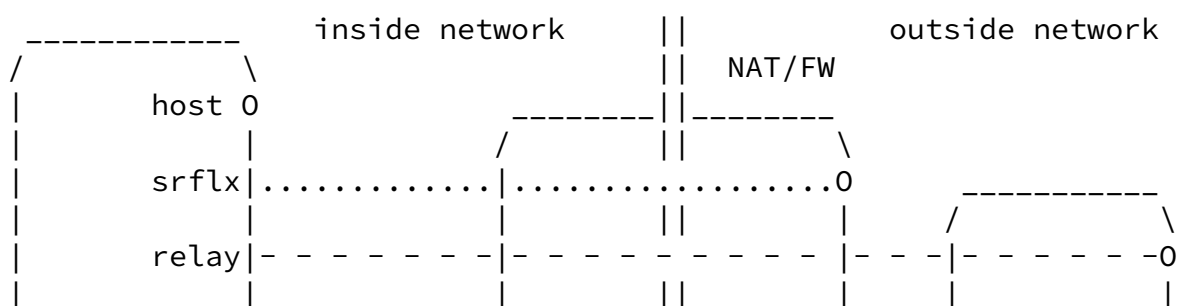 inside network || outside network
|| NAT/FW
host O
srflx|.............|..................O
relay|- - - - - - -|- - - - - - - - - |- - -|- - - - - -O